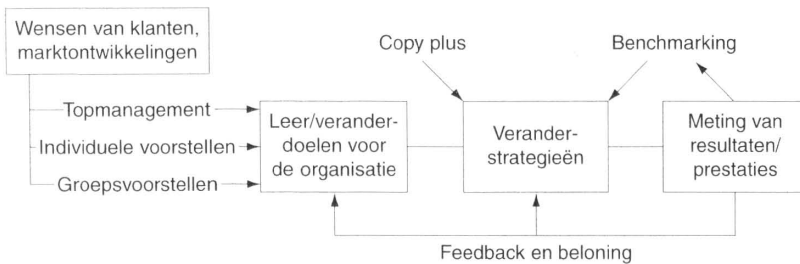 Wensen van klanten,
marktontwikkelingen
Copy plus
Benchmarking
Topmanagement
Individuele voorstellen
Groepsvoorstellen
Leer/verander-
doelen voor
de organisatie
Verander-
strategieën
Meting van
resultaten/
prestaties
Feedback en beloning